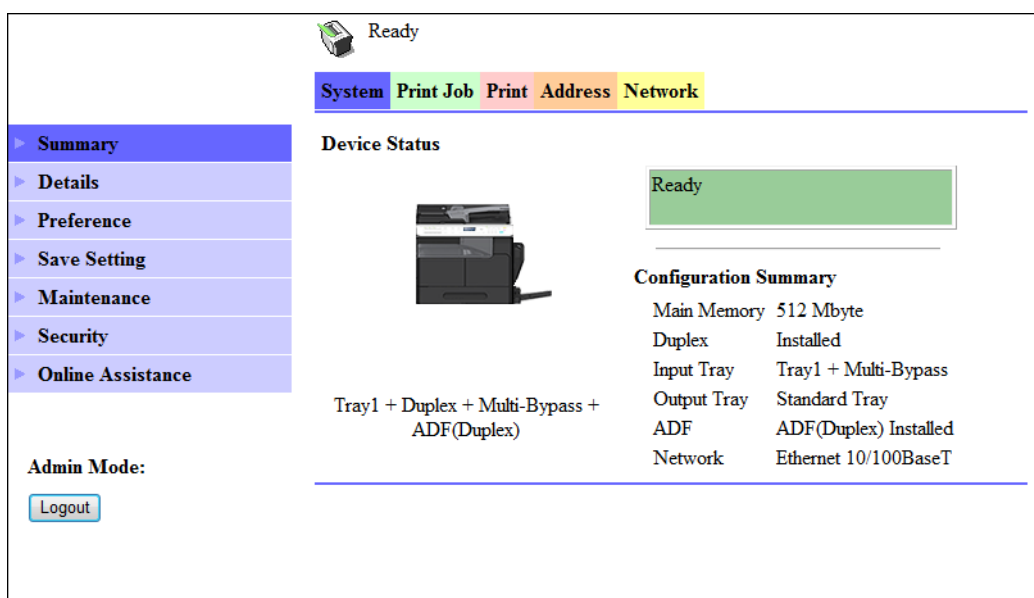 Ready
System Print Job Print Address Network
Summary
Details
Preference
Save Setting
Maintenance
Security
Online Assistance
Admin Mode:
Logout
Device Status
Tray1 + Duplex + Multi-Bypass +
ADF(Duplex)
Ready
Configuration Summary
Main Memory 512 Mbyte
Duplex Installed
Input Tray Tray1 + Multi-Bypass
Output Tray Standard Tray
ADF ADF(Duplex) Installed
Network Ethernet 10/100BaseT